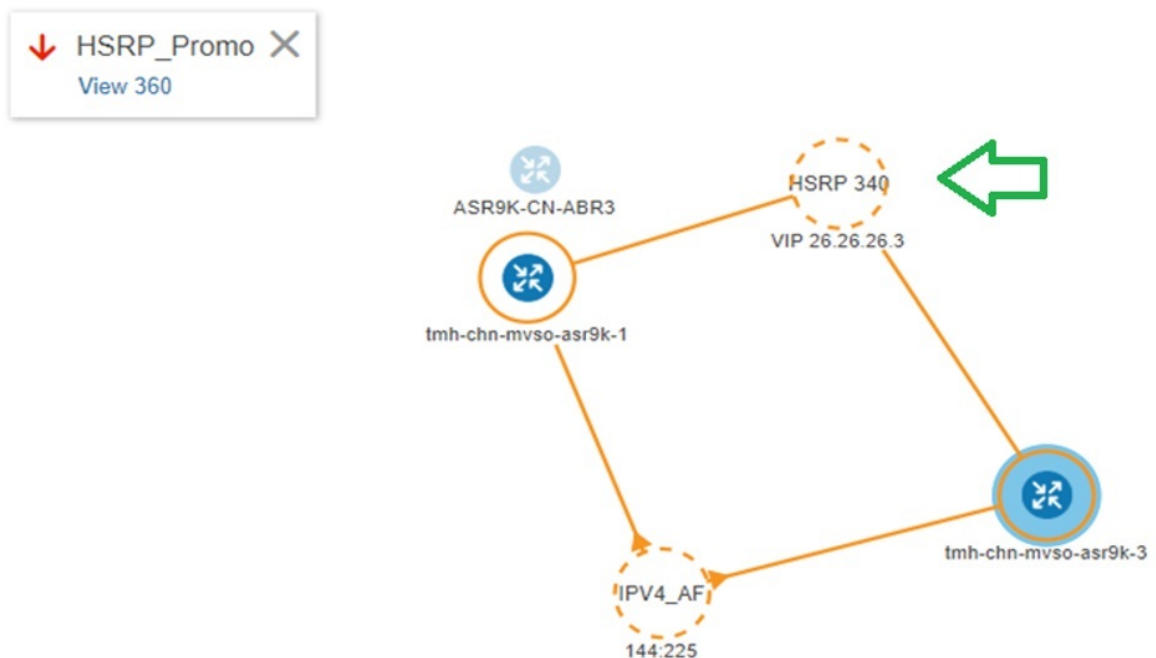 HSRP_Promo
View 360
HSRP 340
ASR9K-CN-ABR3
VIP 26.26.26.3
tmh-chn-mvso-asr9k-1
tmh-chn-mvso-asr9k-3
IPV4_AF
144:225